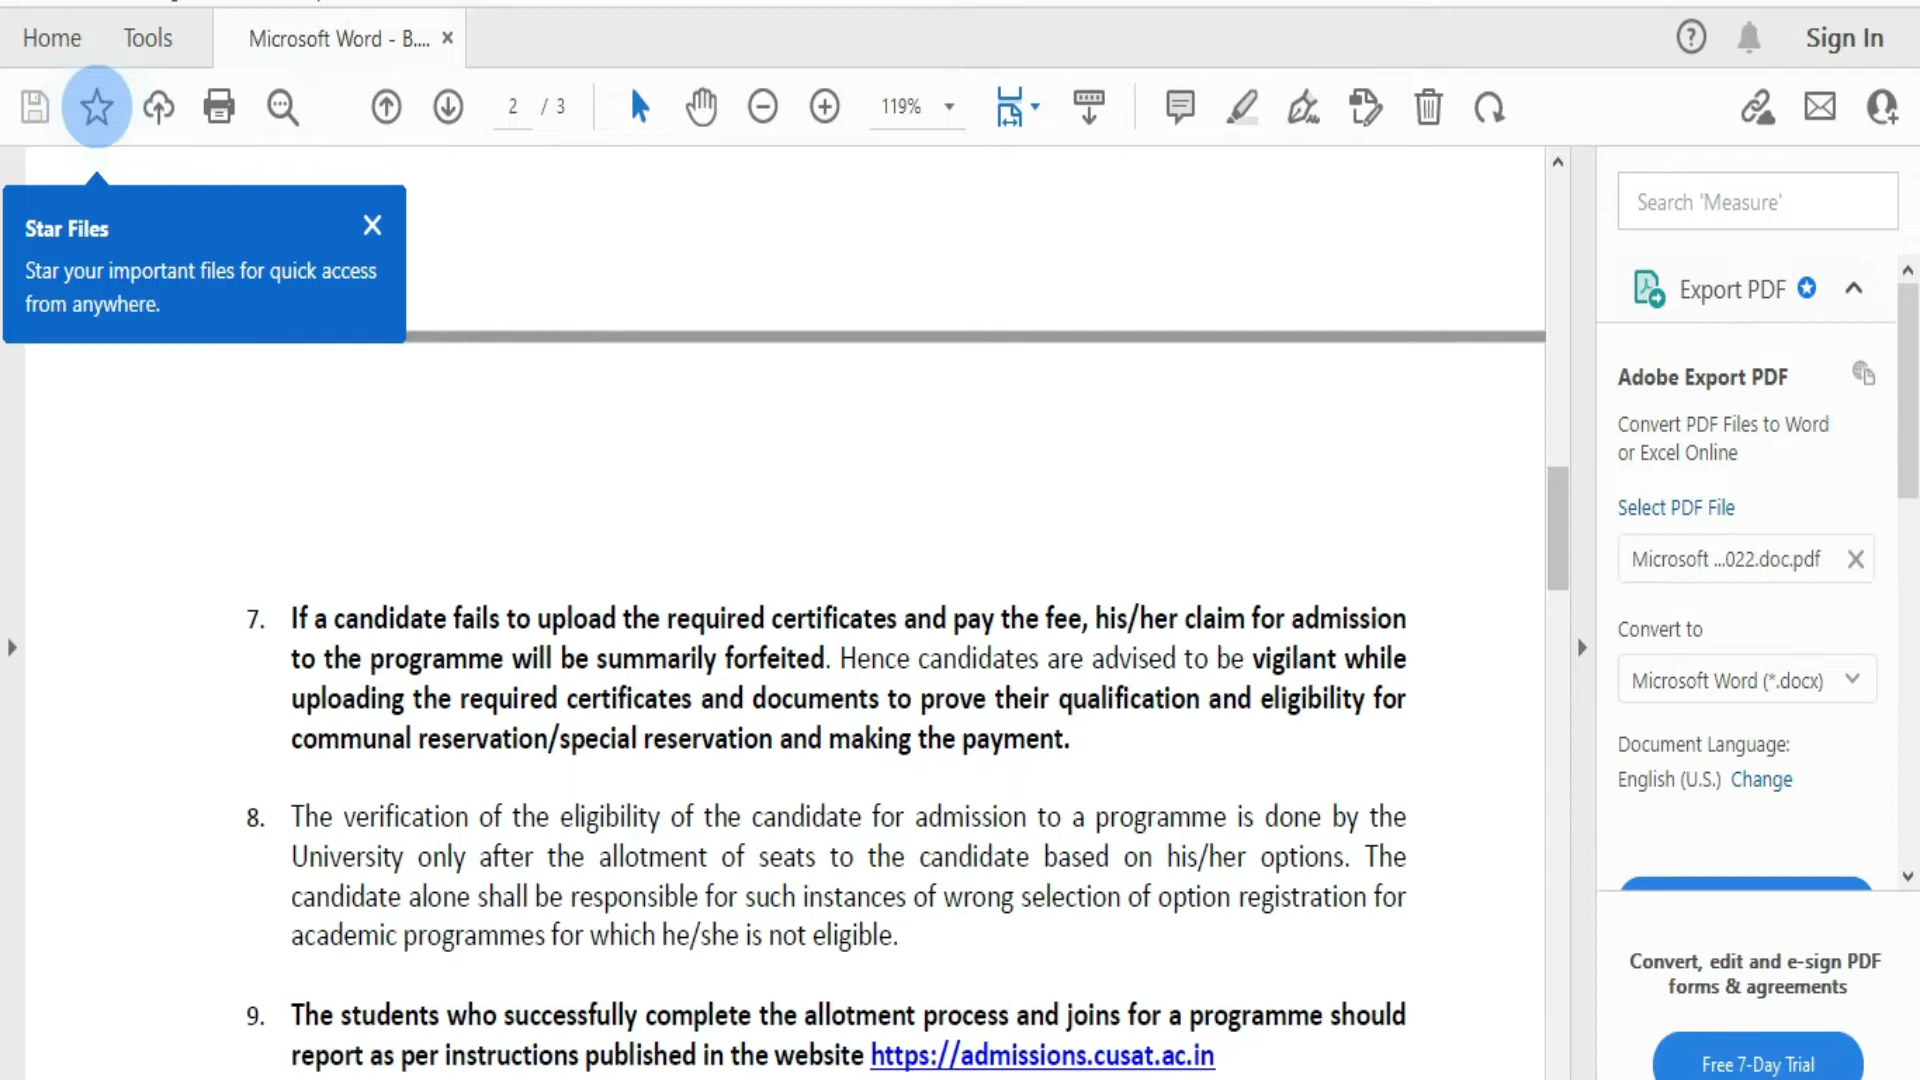 Home Tools Microsoft Word - B.... × Sign In
2 / 3 119%
Star Files
Star your important files for quick access
from anywhere.
Search 'Measure'
Export PDF
Adobe Export PDF
Convert PDF Files to Word
or Excel Online
Select PDF File
Microsoft ...022.doc.pdf
Convert to
Microsoft Word (*.docx)
Document Language:
English (U.S.) Change
Convert, edit and e-sign PDF
forms & agreements
Free 7-Day Trial
7. If a candidate fails to upload the required certificates and pay the fee, his/her claim for admission
to the programme will be summarily forfeited. Hence candidates are advised to be vigilant while
uploading the required certificates and documents to prove their qualification and eligibility for
communal reservation/special reservation and making the payment.
8. The verification of the eligibility of the candidate for admission to a programme is done by the
University only after the allotment of seats to the candidate based on his/her options. The
candidate alone shall be responsible for such instances of wrong selection of option registration for
academic programmes for which he/she is not eligible.
9. The students who successfully complete the allotment process and joins for a programme should
report as per instructions published in the website https://admissions.cusat.ac.in